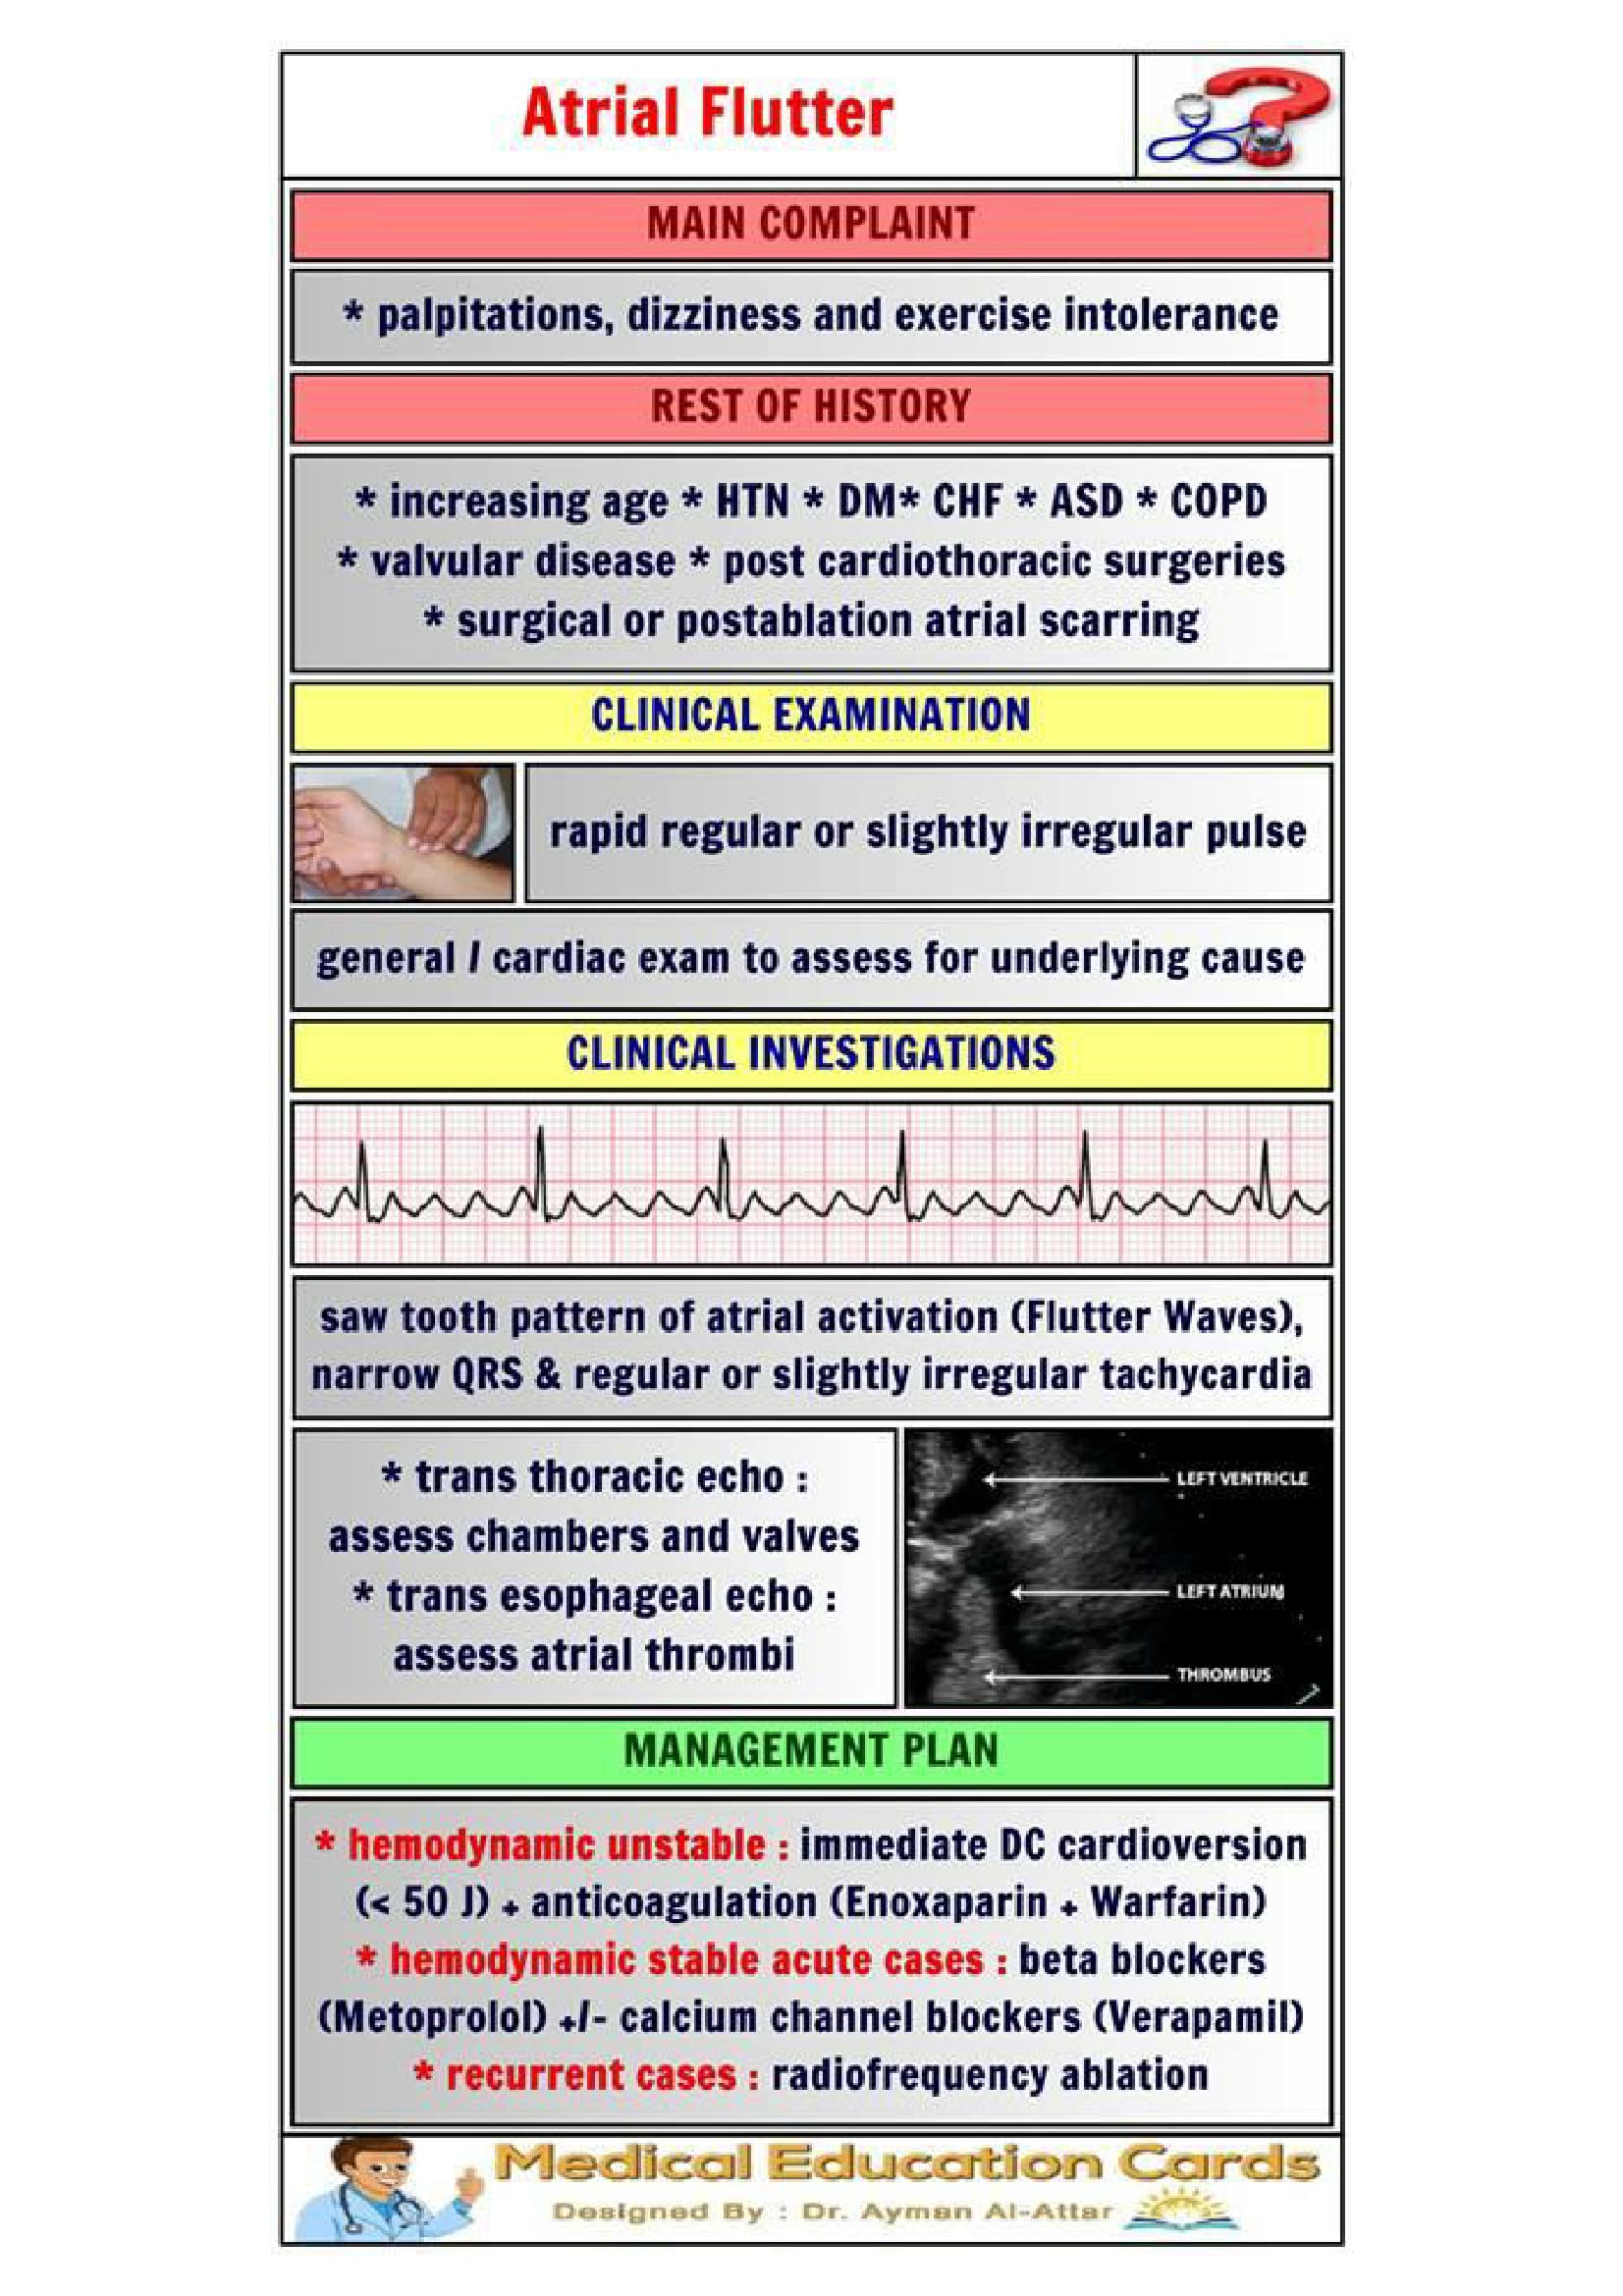 Atrial Flutter
MAIN COMPLAINT
* palpitations, dizziness and exercise intolerance
REST OF HISTORY
* increasing age * HTN * DM* CHF * ASD * COPD
* valvular disease * post cardiothoracic surgeries
* surgical or postablation atrial scarring
CLINICAL EXAMINATION
rapid regular or slightly irregular pulse
general / cardiac exam to assess for underlying cause
CLINICAL INVESTIGATIONS
saw tooth pattern of atrial activation (Flutter Waves),
narrow QRS & regular or slightly irregular tachycardia
* trans thoracic echo :
assess chambers and valves
* trans esophageal echo :
assess atrial thrombi
LEFT VENTRICLE
LEFT ATRIUM
THROMBUS
MANAGEMENT PLAN
* hemodynamic unstable : immediate DC cardioversion
(< 50 J) + anticoagulation (Enoxaparin + Warfarin)
* hemodynamic stable acute cases : beta blockers
(Metoprolol) +/- calcium channel blockers (Verapamil)
* recurrent cases : radiofrequency ablation
Medical Education Cards
Designed By : Dr. Ayman Al-Attar